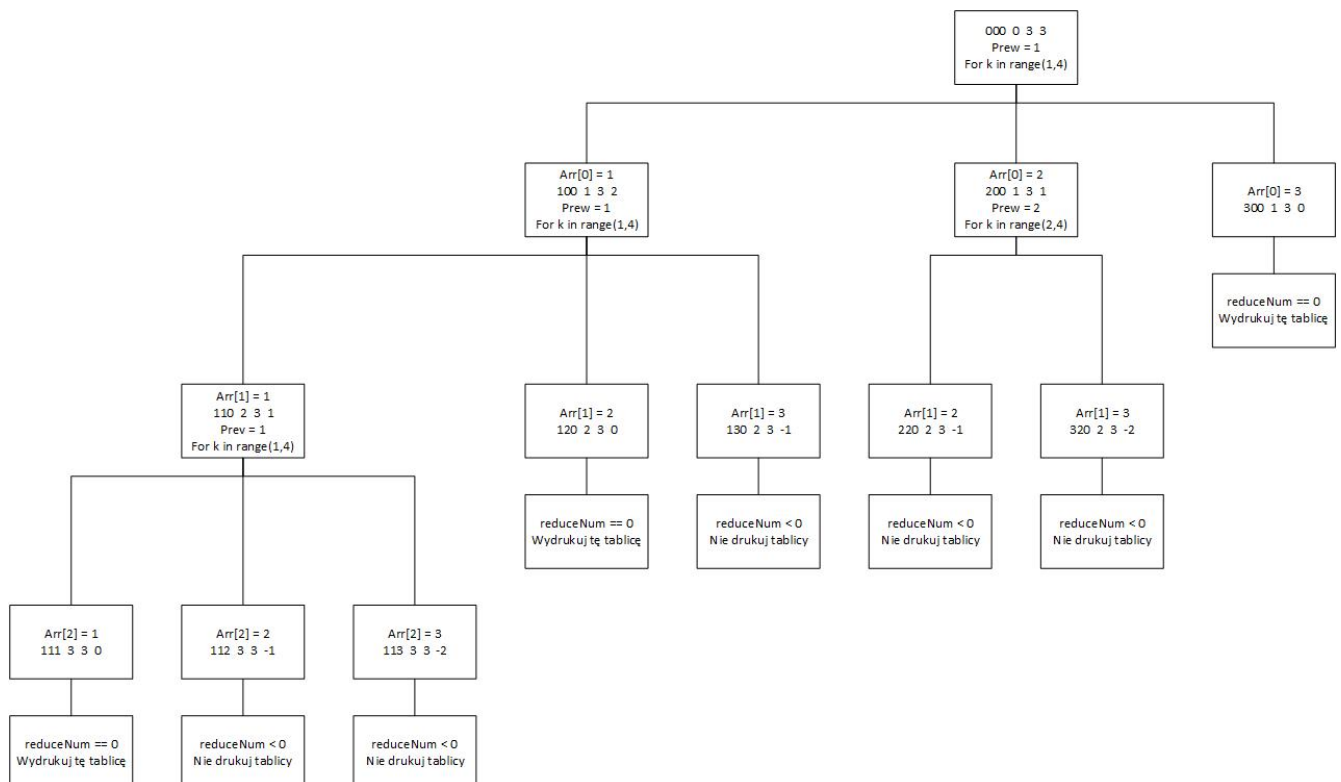 000 0 3 3
Prew = 1
For k in range(1,4)
Arr[0] = 1
100 1 3 2
Prew = 1
For k in range(1,4)
Arr[0] = 2
200 1 3 1
Prew = 2
For k in range(2,4)
Arr[0] = 3
300 1 3 0
reduceNum == 0
Wydrukuj tę tablicę
Arr[1] = 1
110 2 3 1
Prev = 1
For k in range(1,4)
Arr[1] = 2
120 2 3 0
Arr[1] = 3
130 2 3 -1
Arr[1] = 2
220 2 3 -1
Arr[1] = 3
320 2 3 -2
reduceNum == 0
Wydrukuj tę tablicę
reduceNum < 0
Nie drukuj tablicy
reduceNum < 0
Nie drukuj tablicy
reduceNum < 0
Nie drukuj tablicy
Arr[2] = 1
111 3 3 0
Arr[2] = 2
112 3 3 -1
Arr[2] = 3
113 3 3 -2
reduceNum == 0
Wydrukuj tę tablicę
reduceNum < 0
Nie drukuj tablicy
reduceNum < 0
Nie drukuj tablicy